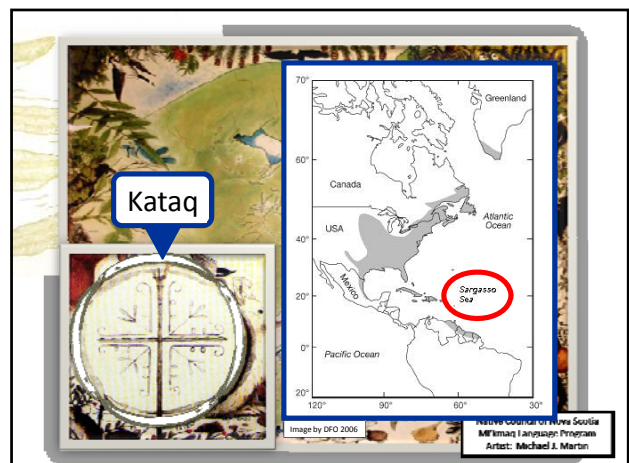 Kataq
70°
60°
40°
20°
0°
20°
120°
90°
60°
30°
Greenland
Canada
USA
Atlantic
Ocean
Mexico
Sargasso
Sea
Pacific Ocean
Image by DFO 2006
Native Council of Nova Scotia
Mi'kmaq Language Program
Artist: Michael J. Martin